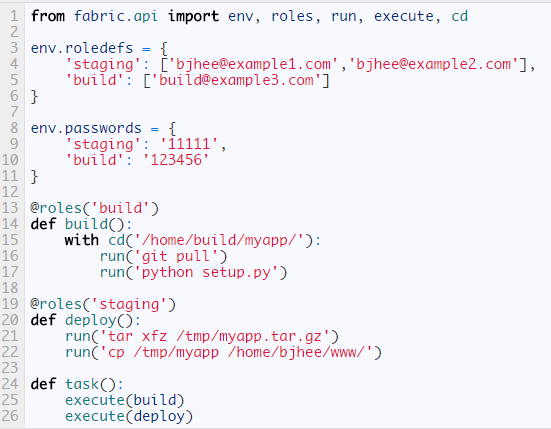 1 from fabric.api import env, roles, run, execute, cd
2
3 env.roledefs = {
4     'staging': ['bjhee@example1.com','bjhee@example2.com'],
5     'build': ['build@example3.com']
6 }
7
8 env.passwords = {
9     'staging': '11111',
10     'build': '123456'
11 }
12
13 @roles('build')
14 def build():
15     with cd('/home/build/myapp/'):
16         run('git pull')
17         run('python setup.py')
18
19 @roles('staging')
20 def deploy():
21     run('tar xfz /tmp/myapp.tar.gz')
22     run('cp /tmp/myapp /home/bjhee/www/')
23
24 def task():
25     execute(build)
26     execute(deploy)